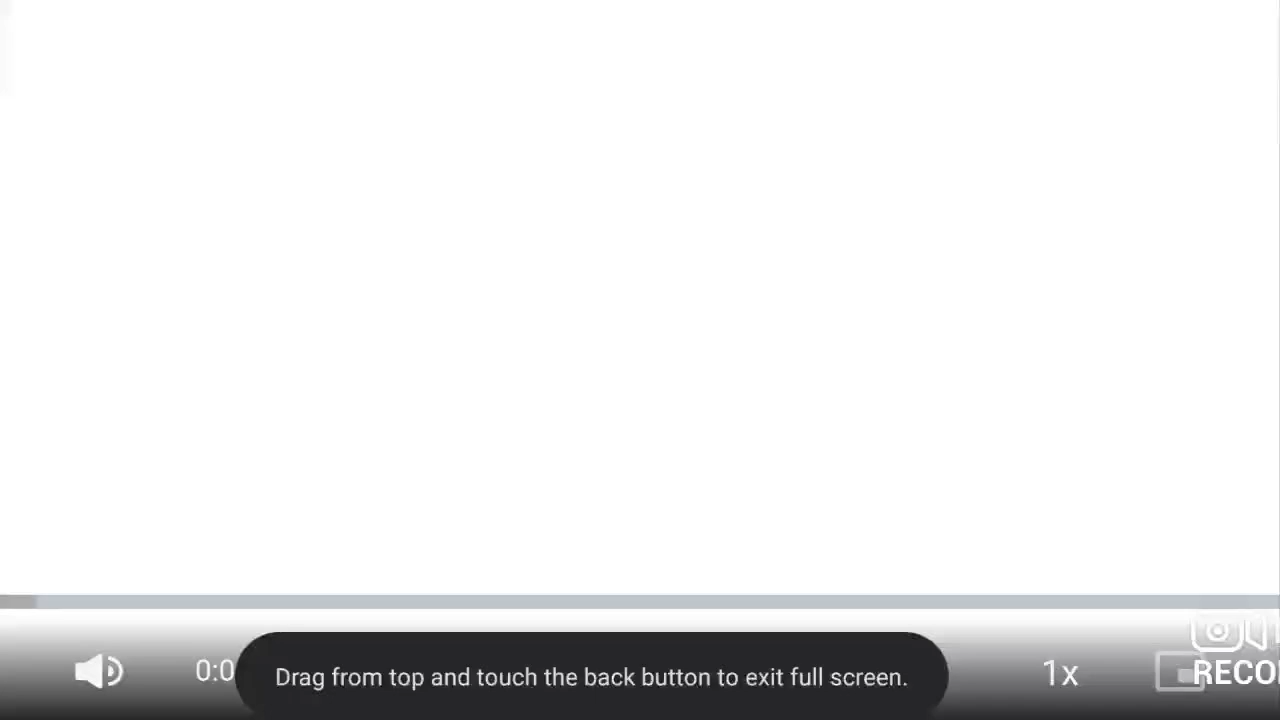 0:0
Drag from top and touch the back button to exit full screen.
1x
RECO